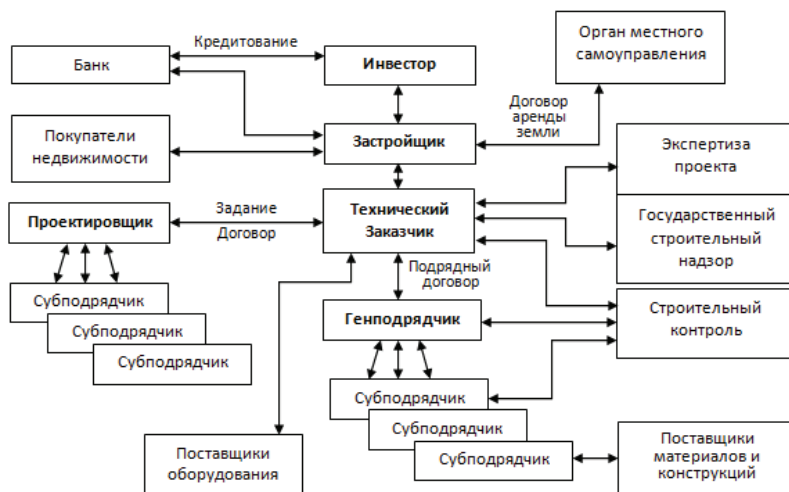 Кредитование
Банк
Инвестор
Орган местного
самоуправления
Договор
аренды
земли
Покупатели
недвижимости
Застройщик
Экспертиза
проекта
Проектировщик
Задание
Договор
Технический
Заказчик
Государственный
строительный
надзор
Подрядный
договор
Субподрядчик
Субподрядчик
Субподрядчик
Генподрядчик
Строительный
контроль
Субподрядчик
Субподрядчик
Субподрядчик
Поставщики
оборудования
Поставщики
материалов и
конструкций